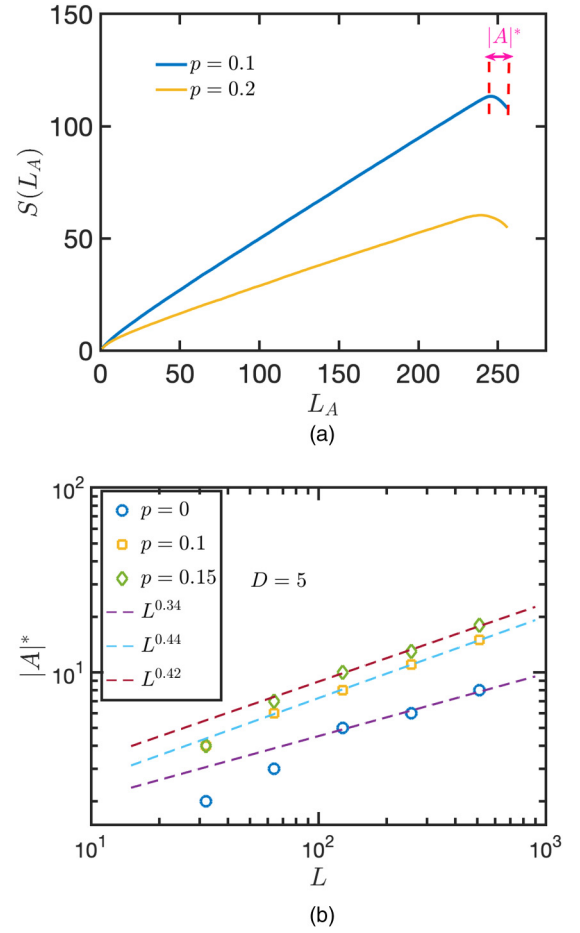 150
100
50
0
S(L_A)
p = 0.1
p = 0.2
|A|*
0 50 100 150 200 250
L_A
(a)
10^2
10^1
|A|*
p = 0
p = 0.1
p = 0.15
L^0.34
L^0.44
L^0.42
D = 5
10^1 10^2 10^3
L
(b)